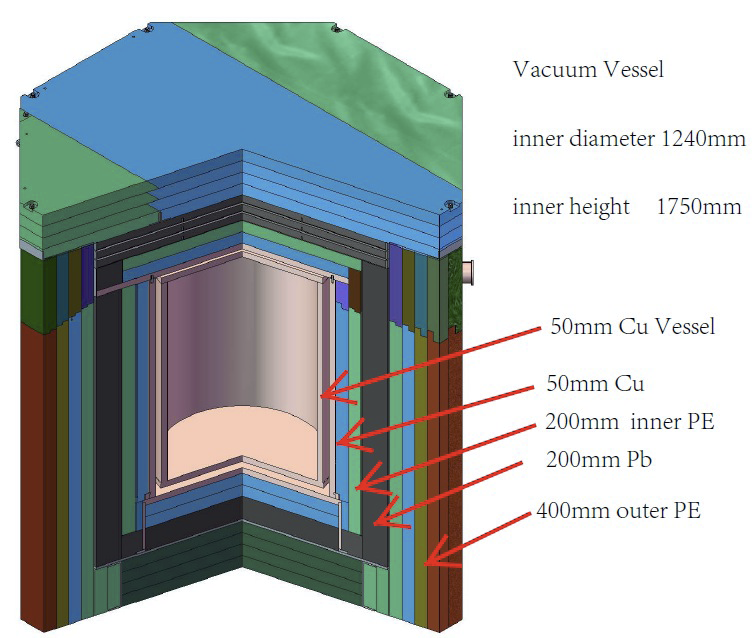 Vacuum Vessel
inner diameter 1240mm
inner height 1750mm
50mm Cu Vessel
50mm Cu
200mm inner PE
200mm Pb
400mm outer PE